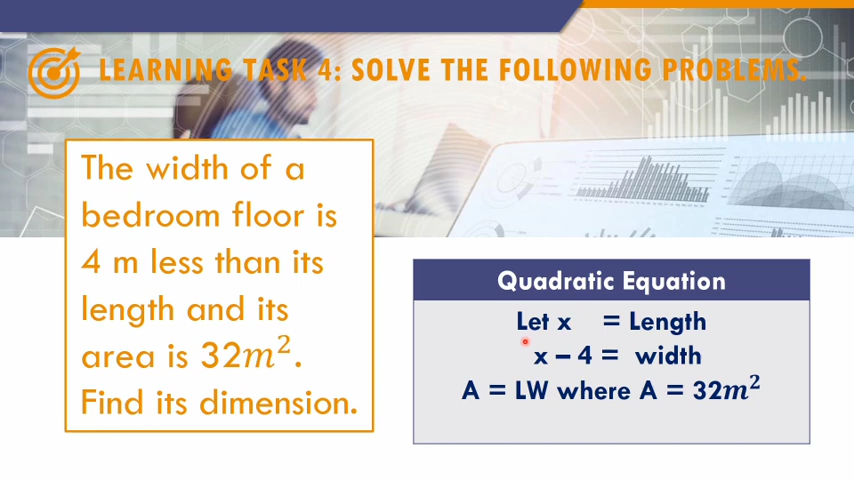 LEARNING TASK 4: SOLVE THE FOLLOWING PROBLEMS.
The width of a
bedroom floor is
4 m less than its
length and its
area is 32m².
Find its dimension.
Quadratic Equation
Let x = Length
x – 4 = width
A = LW where A = 32m²